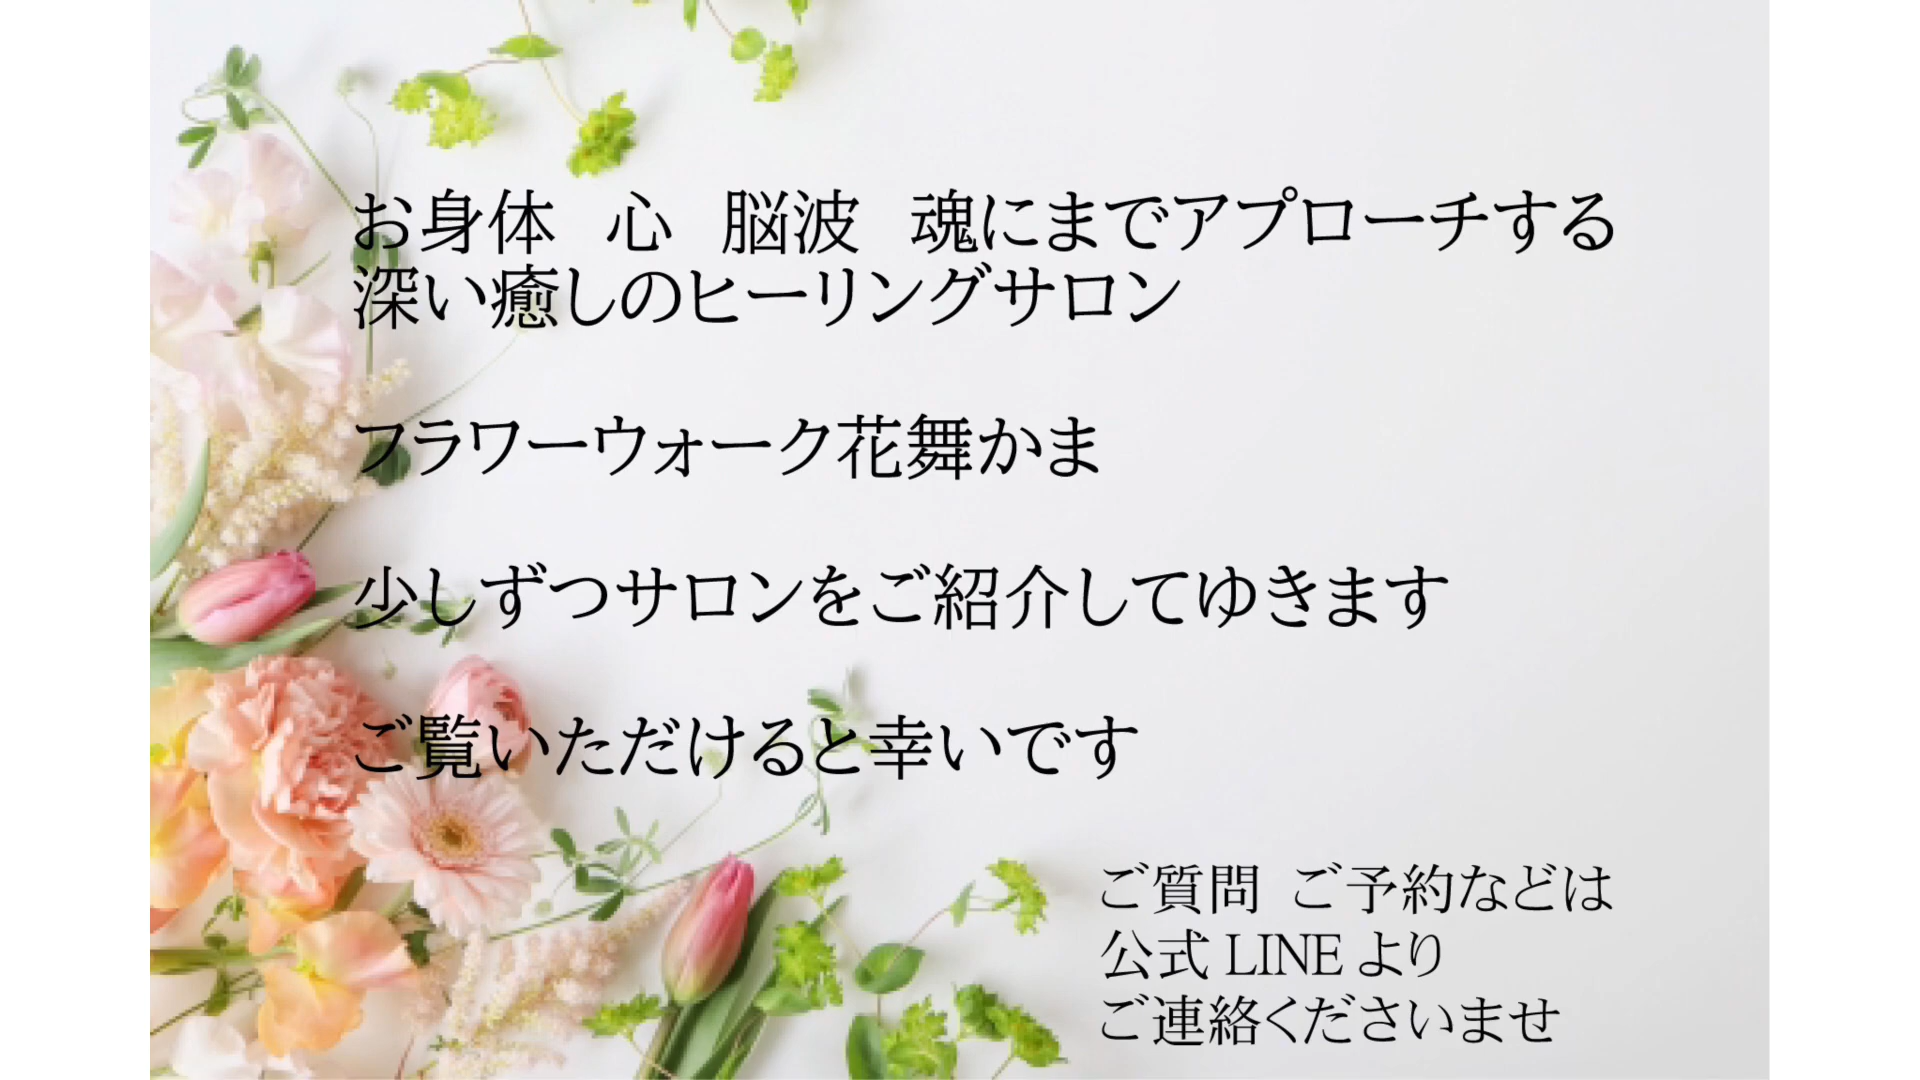 お身体　心　脳波　魂にまでアプローチする
深い癒しのヒーリングサロン
フラワーウォーク花舞かま
少しずつサロンをご紹介してゆきます
ご覧いただけると幸いです
ご質問 ご予約などは
公式 LINE より
ご連絡くださいませ